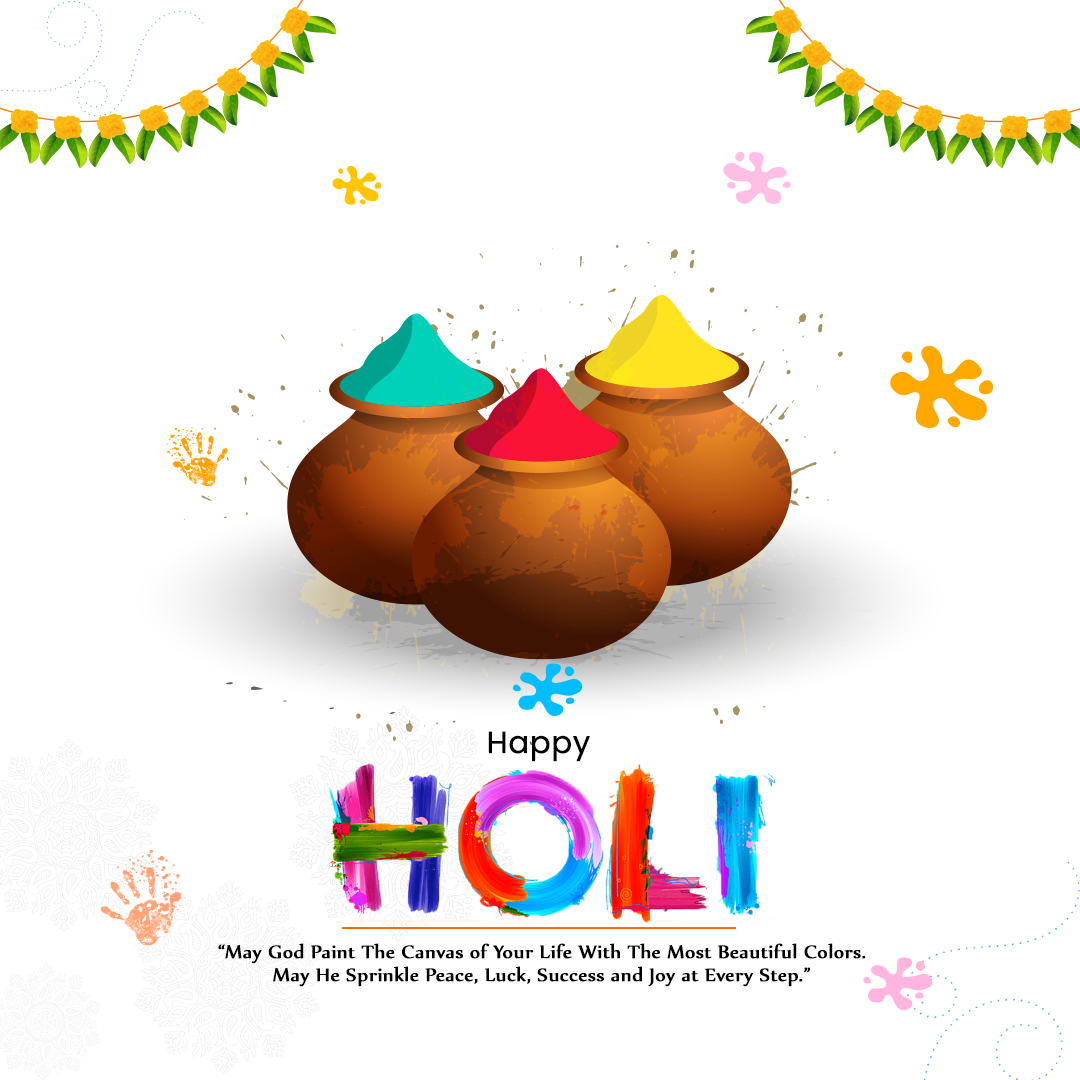 Happy
HOLI
“May God Paint The Canvas of Your Life With The Most Beautiful Colors.
May He Sprinkle Peace, Luck, Success and Joy at Every Step.”